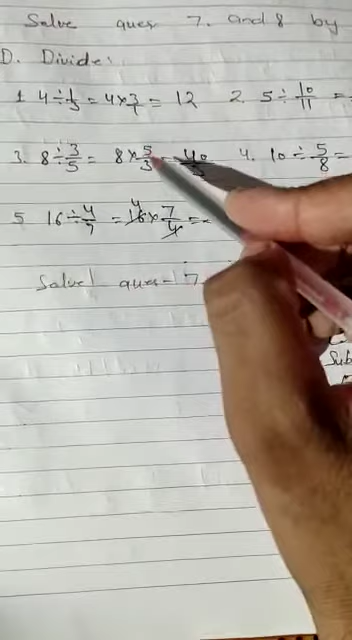 Solve ques 7. and 8 by
D. Divide:
1 4 ÷ 1/3 = 4 × 3/1 = 12 2. 5 ÷ 10/11 =
3. 8 ÷ 3/5 = 8 × 5/3 = 40/3 4. 10 ÷ 5/8 =
5 16 ÷ 4/7 = 16 × 7/4 =
4
Solve ques - 7
Sub